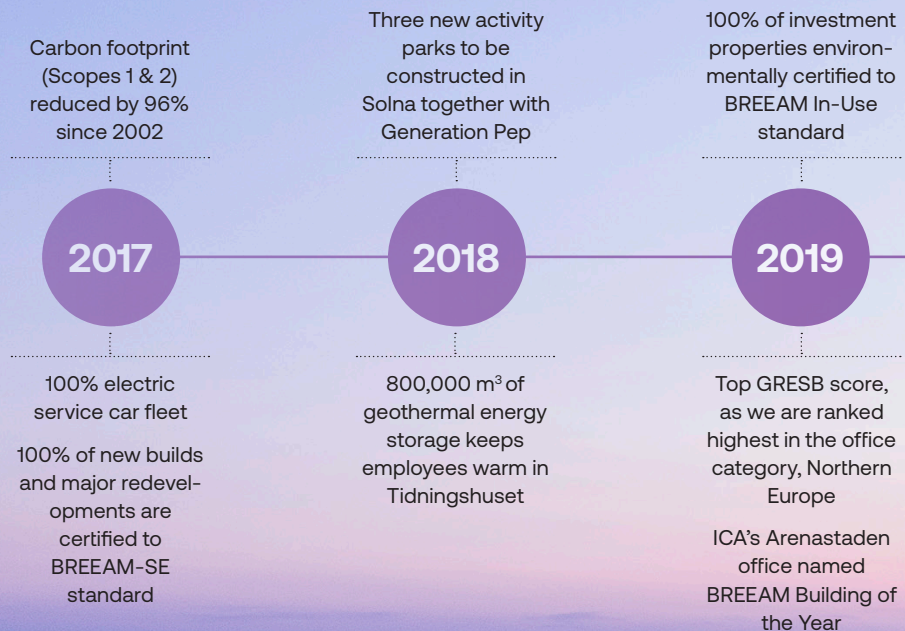 Carbon footprint
(Scopes 1 & 2)
reduced by 96%
since 2002
2017
100% electric
service car fleet
100% of new builds
and major redevel-
opments are
certified to
BREEAM-SE
standard
Three new activity
parks to be
constructed in
Solna together with
Generation Pep
2018
800,000 m³ of
geothermal energy
storage keeps
employees warm in
Tidningshuset
100% of investment
properties environ-
mentally certified to
BREEAM In-Use
standard
2019
Top GRESB score,
as we are ranked
highest in the office
category, Northern
Europe
ICA's Arenastaden
office named
BREEAM Building of
the Year